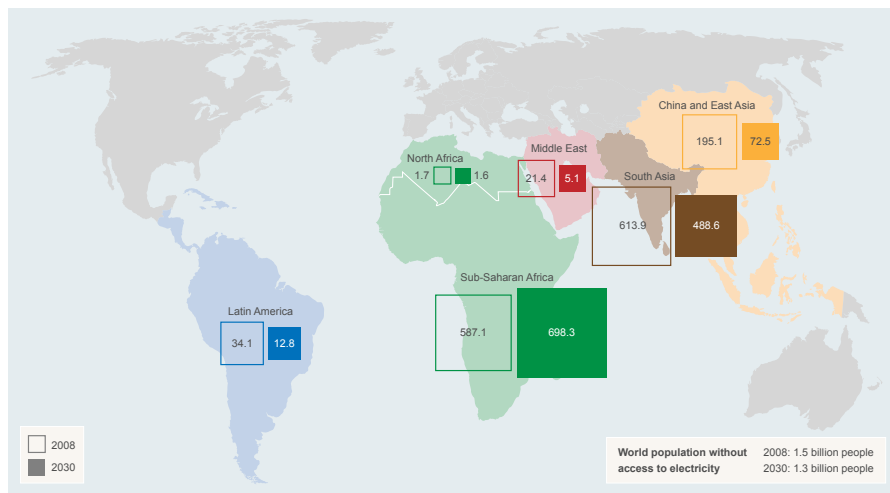 China and East Asia
195.1 72.5
Middle East
21.4 5.1
North Africa
1.7 1.6
South Asia
613.9 488.6
Sub-Saharan Africa
587.1 698.3
Latin America
34.1 12.8
2008
2030
World population without 2008: 1.5 billion people
access to electricity 2030: 1.3 billion people